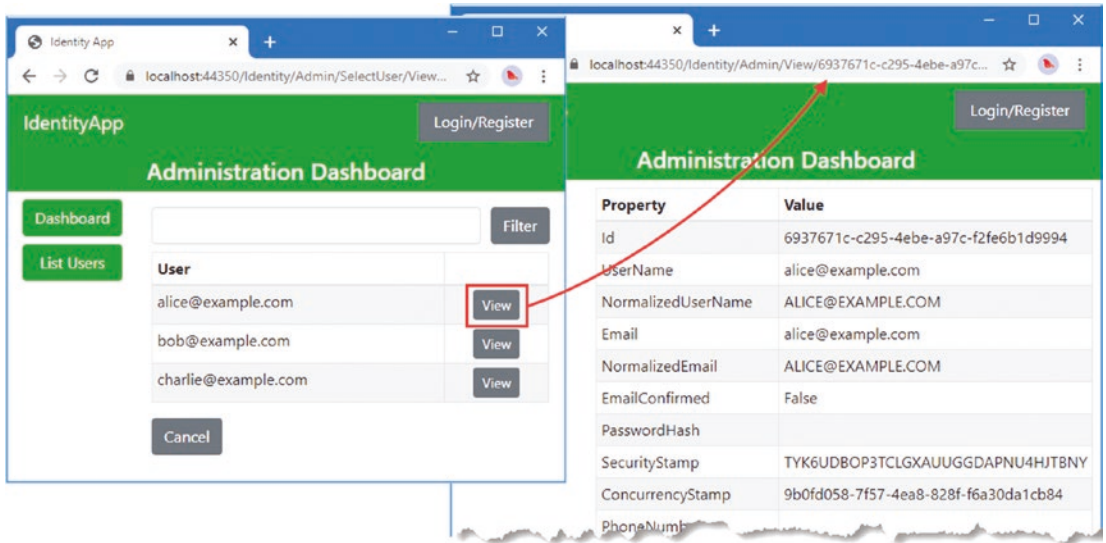 Identity App
localhost:44350/Identity/Admin/SelectUser/View...
IdentityApp
Login/Register
Administration Dashboard
Dashboard
List Users
Filter
User
alice@example.com View
bob@example.com View
charlie@example.com View
Cancel
localhost:44350/Identity/Admin/View/6937671c-c295-4ebe-a97c...
Login/Register
Administration Dashboard
Property Value
Id 6937671c-c295-4ebe-a97c-f2fe6b1d9994
UserName alice@example.com
NormalizedUserName ALICE@EXAMPLE.COM
Email alice@example.com
NormalizedEmail ALICE@EXAMPLE.COM
EmailConfirmed False
PasswordHash
SecurityStamp TYK6UDBOP3TCLGXAUUGGDAPNU4HJTBNY
ConcurrencyStamp 9b0fd058-7f57-4ea8-828f-f6a30da1cb84